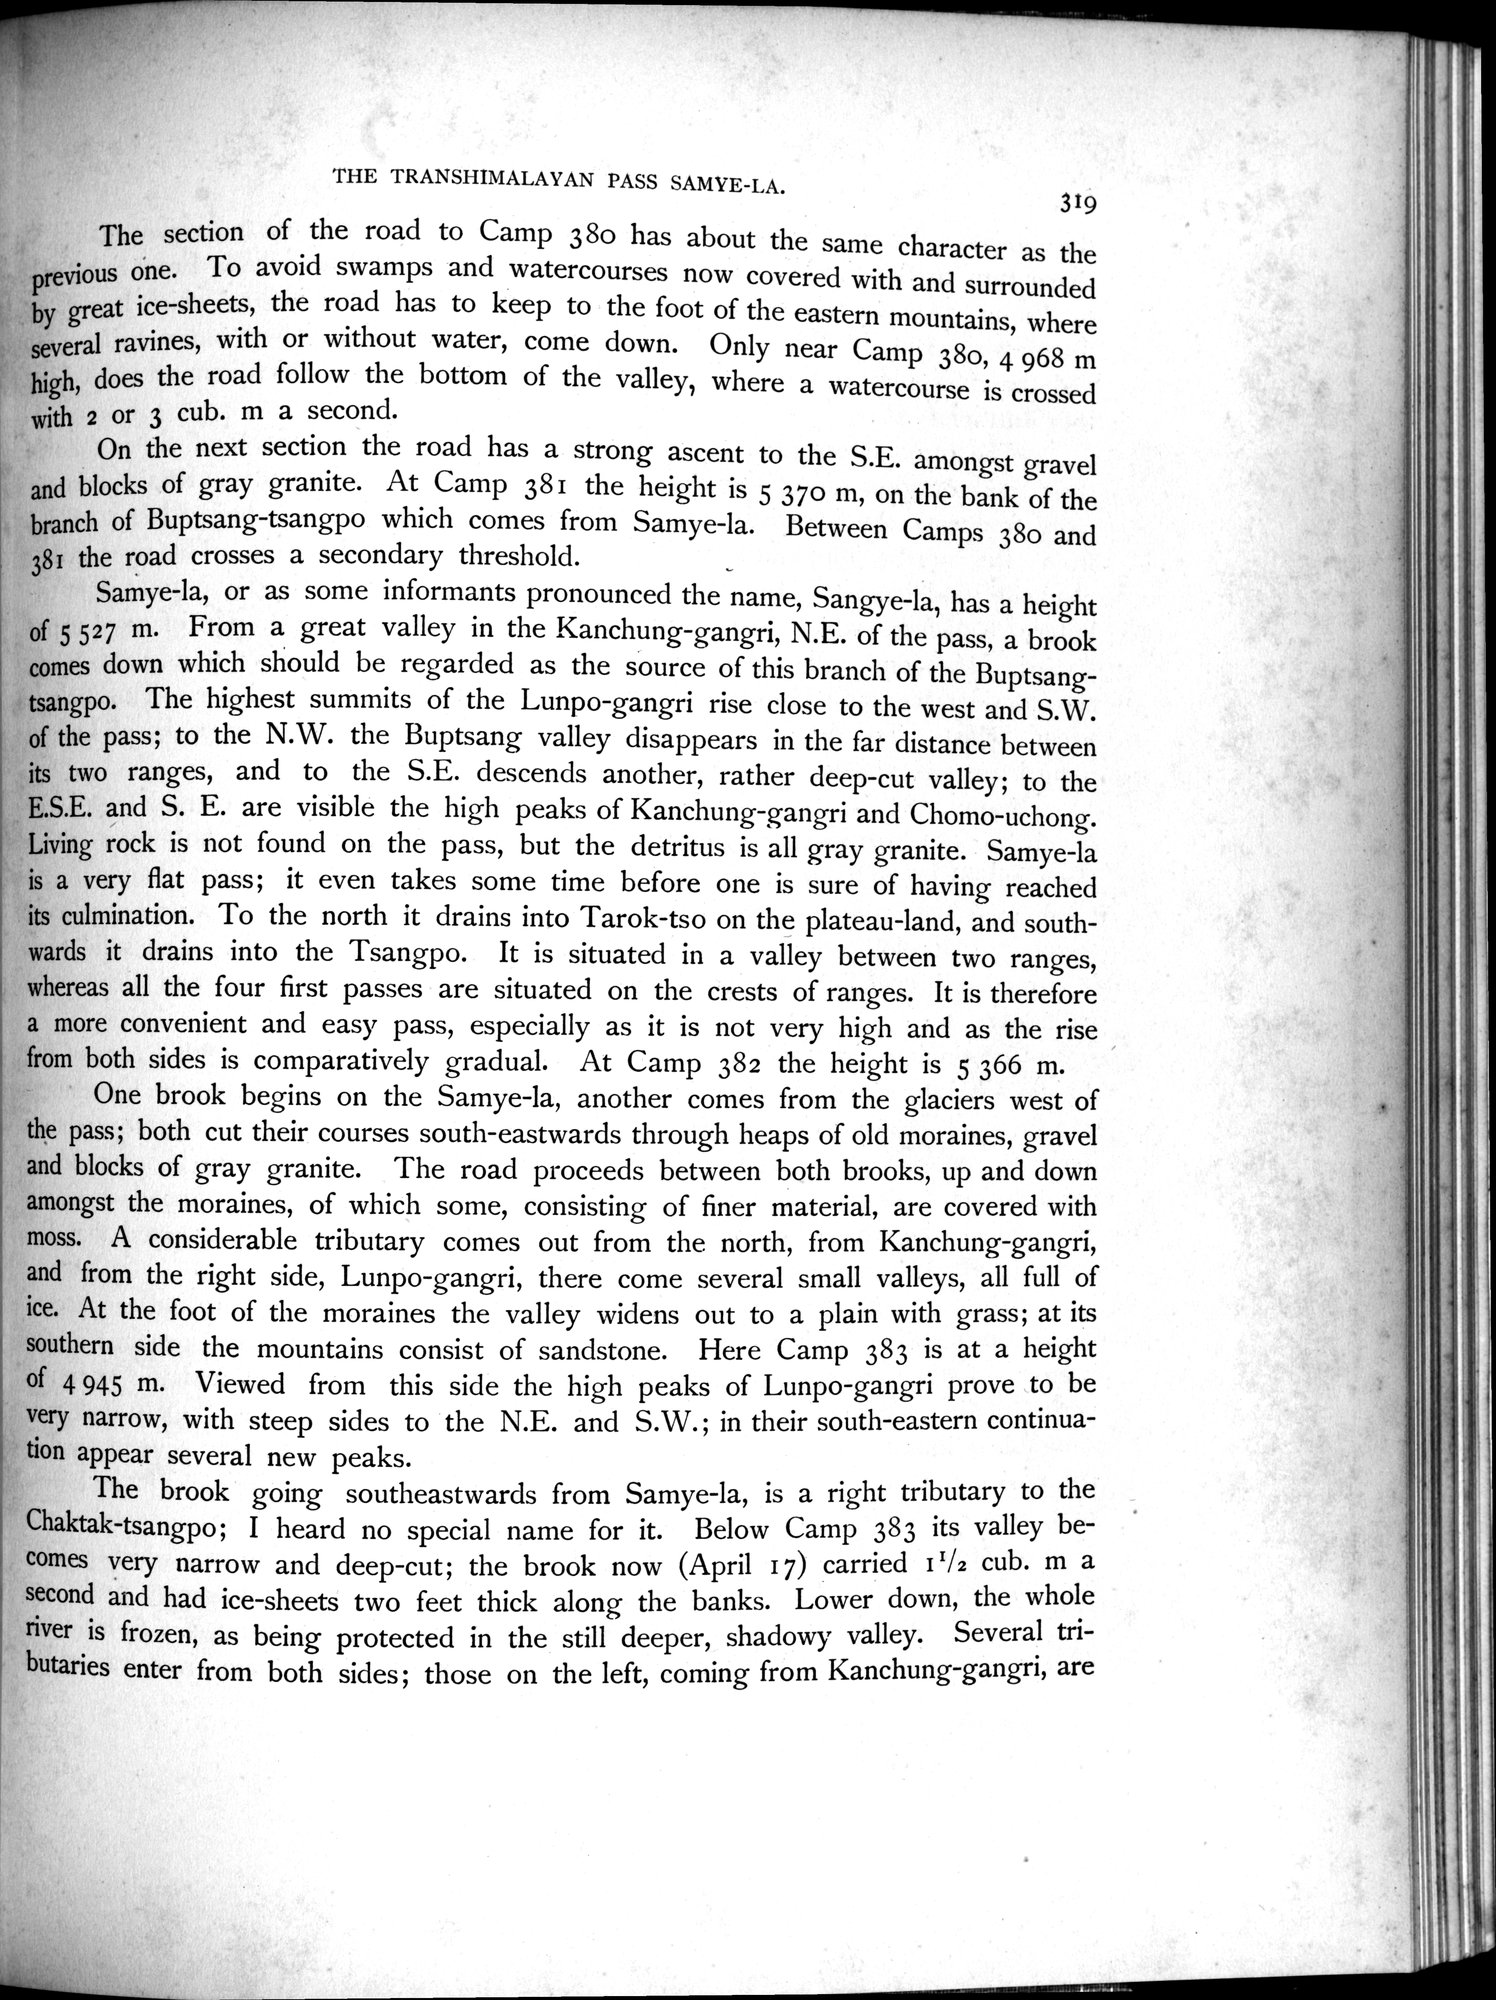 THE TRANSHIMALAYAN PASS SAMYE-LA.
319
The section of the road to Camp 380 has about the same character as the
previous one. To avoid swamps and watercourses now covered with and surrounded
by great ice-sheets, the road has to keep to the foot of the eastern mountains, where
several ravines, with or without water, come down. Only near Camp 380, 4 968 m
high, does the road follow the bottom of the valley, where a watercourse is crossed
with 2 or 3 cub. m a second.
On the next section the road has a strong ascent to the S.E. amongst gravel
and blocks of gray granite. At Camp 381 the height is 5 370 m, on the bank of the
branch of Buptsang-tsangpo which comes from Samye-la. Between Camps 380 and
381 the road crosses a secondary threshold.
Samye-la, or as some informants pronounced the name, Sangye-la, has a height
of 5 527 m. From a great valley in the Kanchung-gangri, N.E. of the pass, a brook
comes down which should be regarded as the source of this branch of the Buptsang-
tsangpo. The highest summits of the Lunpo-gangri rise close to the west and S.W.
of the pass; to the N.W. the Buptsang valley disappears in the far distance between
its two ranges, and to the S.E. descends another, rather deep-cut valley; to the
E.S.E. and S. E. are visible the high peaks of Kanchung-gangri and Chomo-uchong.
Living rock is not found on the pass, but the detritus is all gray granite. Samye-la
is a very flat pass; it even takes some time before one is sure of having reached
its culmination. To the north it drains into Tarok-tso on the plateau-land, and south-
wards it drains into the Tsangpo. It is situated in a valley between two ranges,
whereas all the four first passes are situated on the crests of ranges. It is therefore
a more convenient and easy pass, especially as it is not very high and as the rise
from both sides is comparatively gradual. At Camp 382 the height is 5 366 m.
One brook begins on the Samye-la, another comes from the glaciers west of
the pass; both cut their courses south-eastwards through heaps of old moraines, gravel
and blocks of gray granite. The road proceeds between both brooks, up and down
amongst the moraines, of which some, consisting of finer material, are covered with
moss. A considerable tributary comes out from the north, from Kanchung-gangri,
and from the right side, Lunpo-gangri, there come several small valleys, all full of
ice. At the foot of the moraines the valley widens out to a plain with grass; at its
southern side the mountains consist of sandstone. Here Camp 383 is at a height
of 4 945 m. Viewed from this side the high peaks of Lunpo-gangri prove to be
very narrow, with steep sides to the N.E. and S.W.; in their south-eastern continua-
tion appear several new peaks.
The brook going southeastwards from Samye-la, is a right tributary to the
Chaktak-tsangpo; I heard no special name for it. Below Camp 383 its valley be-
comes very narrow and deep-cut; the brook now (April 17) carried 1 1/2 cub. m a
second and had ice-sheets two feet thick along the banks. Lower down, the whole
river is frozen, as being protected in the still deeper, shadowy valley. Several tri-
butaries enter from both sides; those on the left, coming from Kanchung-gangri, are